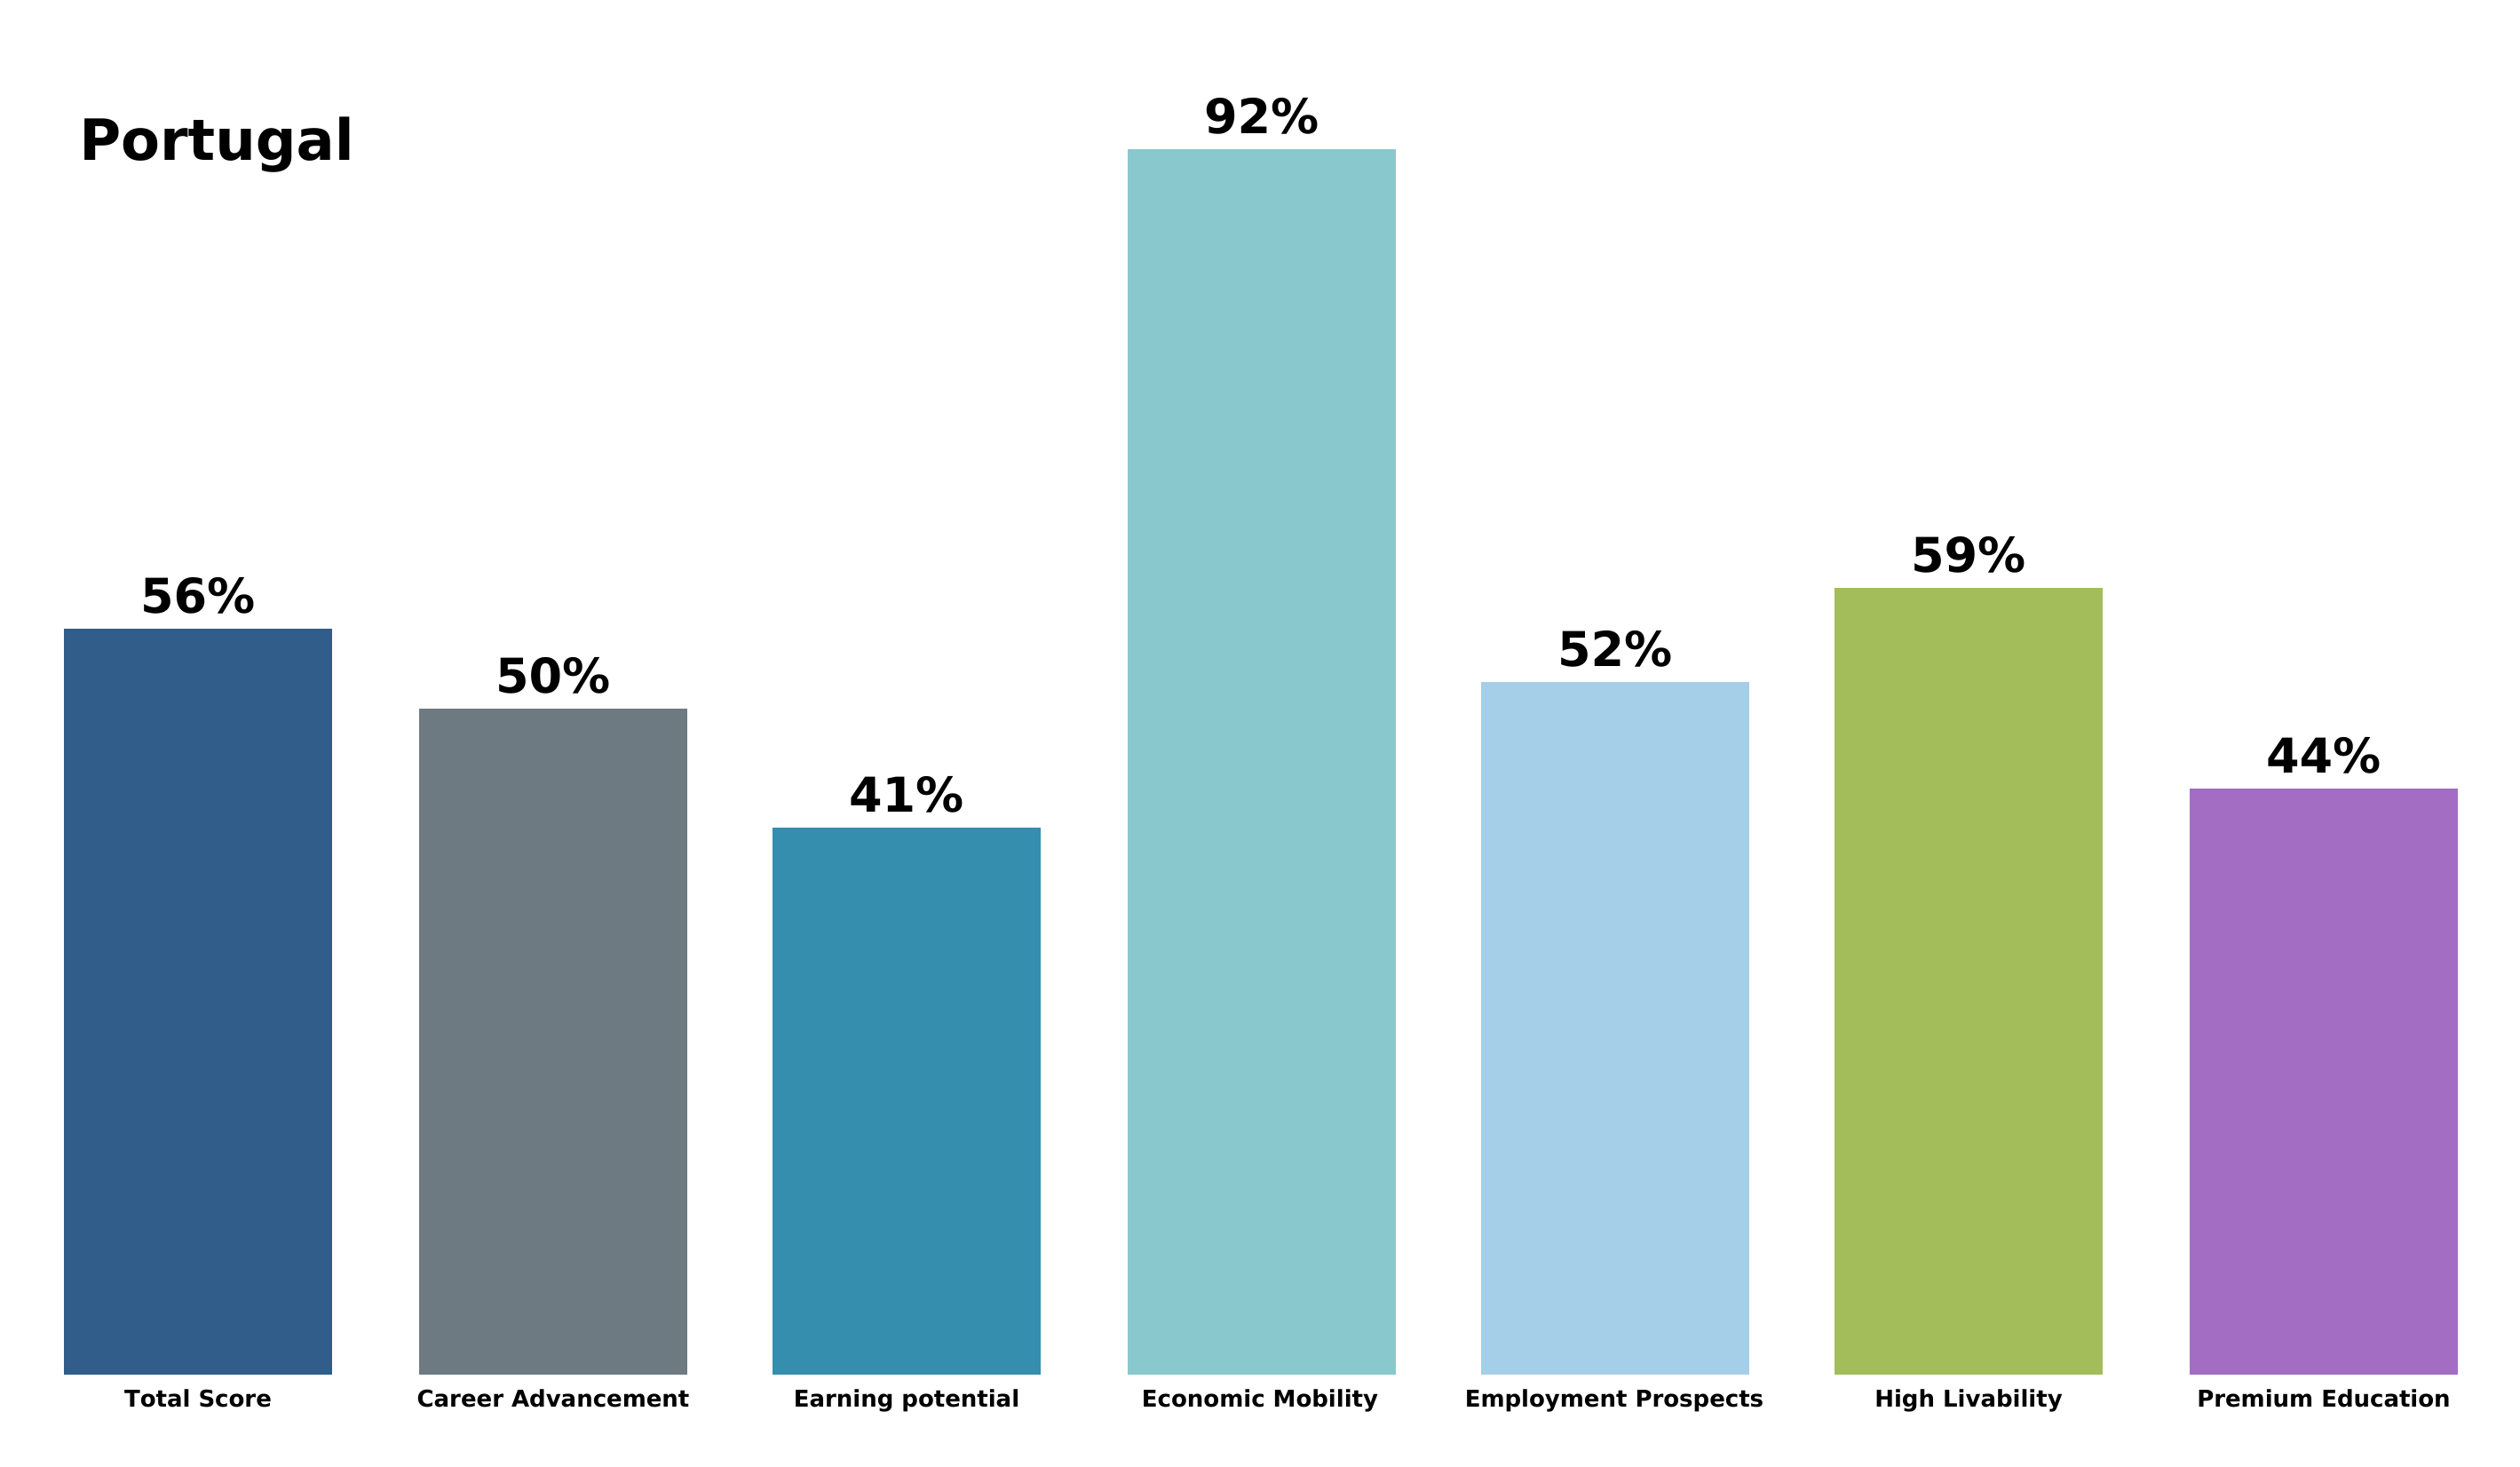 Portugal
56%
50%
41%
92%
52%
59%
44%
Total Score
Career Advancement
Earning potential
Economic Mobility
Employment Prospects
High Livability
Premium Education